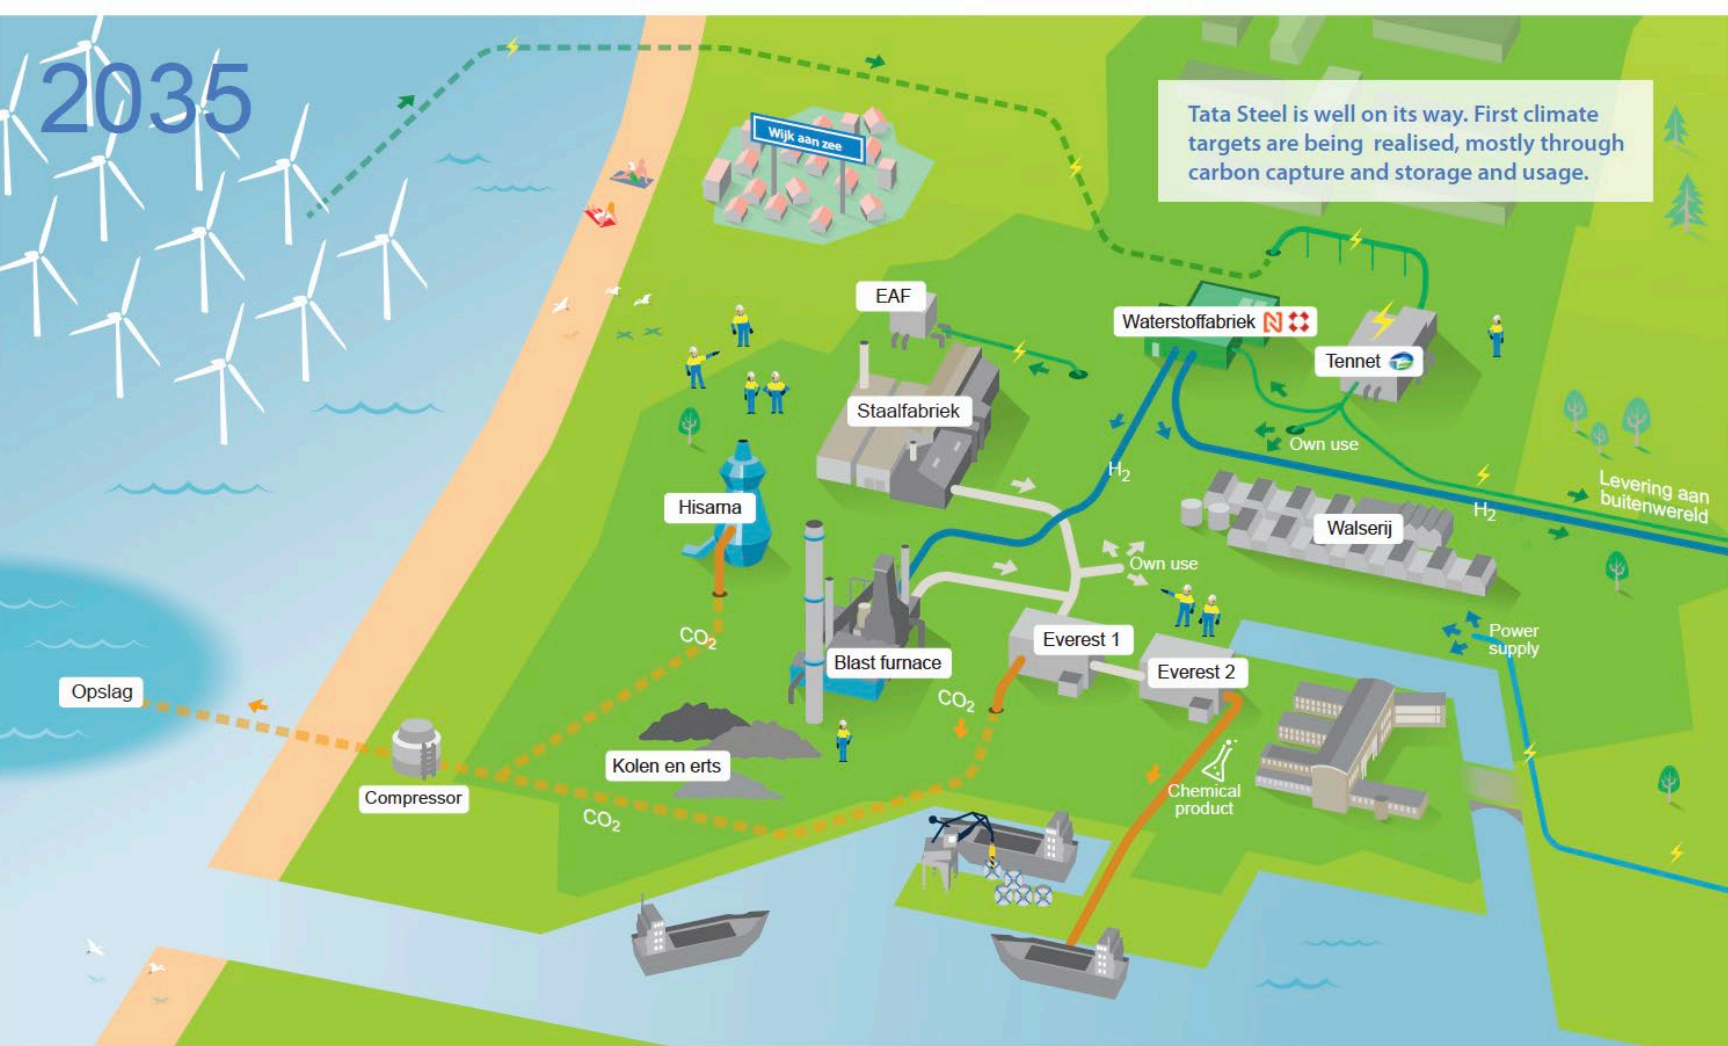 2035
Tata Steel is well on its way. First climate
targets are being realised, mostly through
carbon capture and storage and usage.
Wijk aan zee
EAF
Waterstoffabriek
Tennet
Staalfabriek
Own use
H2
Levering aan
buitenwereld
H2
Hisarna
Walserij
Own use
CO2
Blast furnace
Everest 1
Power
supply
Everest 2
Opslag
CO2
Kolen en erts
Compressor
Chemical
product
CO2